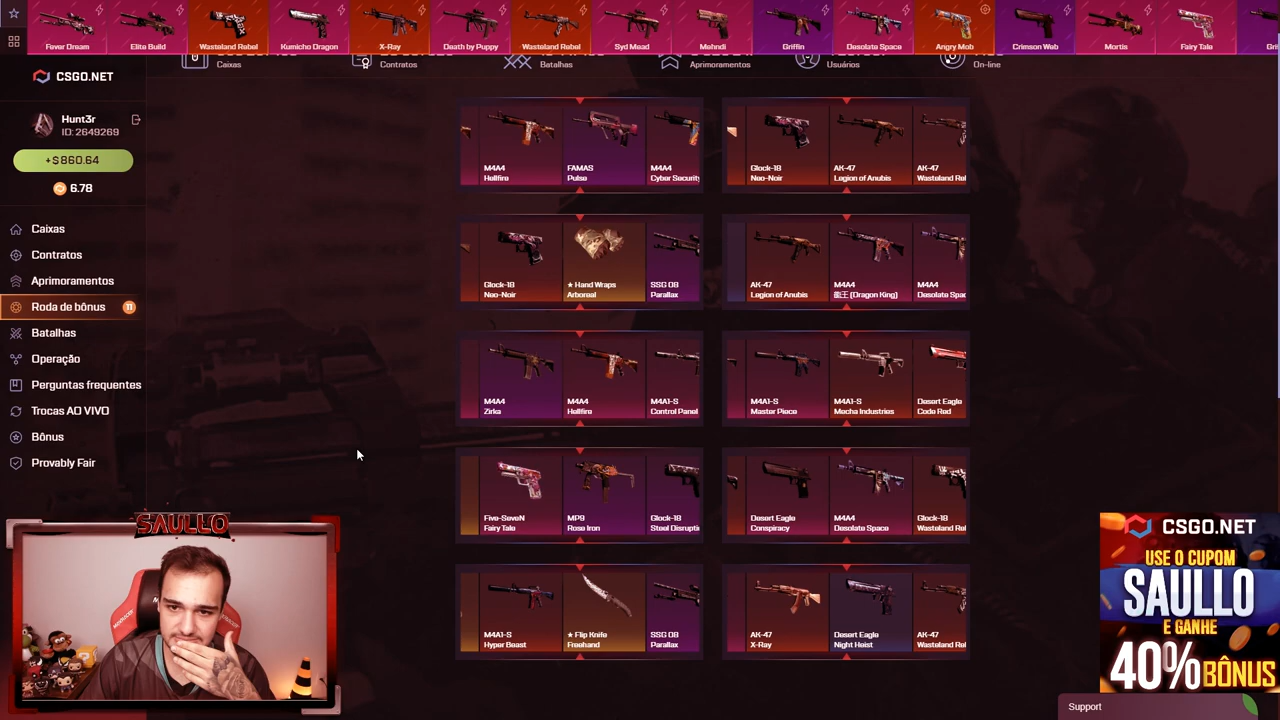 Fever Dream
Elite Build
Wasteland Rebel
Kumicho Dragon
X-Ray
Death by Puppy
Wasteland Rebel
Syd Mead
Mehndi
Griffin
Desolate Space
Angry Mob
Crimson Web
Mortis
Fairy Tale
Gri
CSGO.NET
Caixas
Contratos
Batalhas
Aprimoramentos
Usuários
On-line
Hunt3r
ID: 2649269
+$860.64
6.78
Caixas
Contratos
Aprimoramentos
Roda de bônus
11
Batalhas
Operação
Perguntas frequentes
Trocas AO VIVO
Bônus
Provably Fair
M4A4
Hellfire
FAMAS
Pulse
M4A4
Cyber Security
Glock-18
Neo-Noir
AK-47
Legion of Anubis
AK-47
Wasteland Rel
Glock-18
Neo-Noir
★ Hand Wraps
Arboreal
SSG 08
Parallax
AK-47
Legion of Anubis
M4A4
龍王 (Dragon King)
M4A4
Desolate Spac
M4A4
Zirka
M4A4
Hellfire
M4A1-S
Control Panel
M4A1-S
Master Piece
M4A1-S
Mecha Industries
Desert Eagle
Code Red
Five-SeveN
Fairy Tale
MP9
Rose Iron
Glock-18
Steel Disrupti
Desert Eagle
Conspiracy
M4A4
Desolate Space
Glock-18
Wasteland Rel
M4A1-S
Hyper Beast
★ Flip Knife
Freehand
SSG 08
Parallax
AK-47
X-Ray
Desert Eagle
Night Heist
AK-47
Wasteland Rel
SAULLO
CSGO.NET
USE O CUPOM
SAULLO
E GANHE
40% BÔNUS
Support